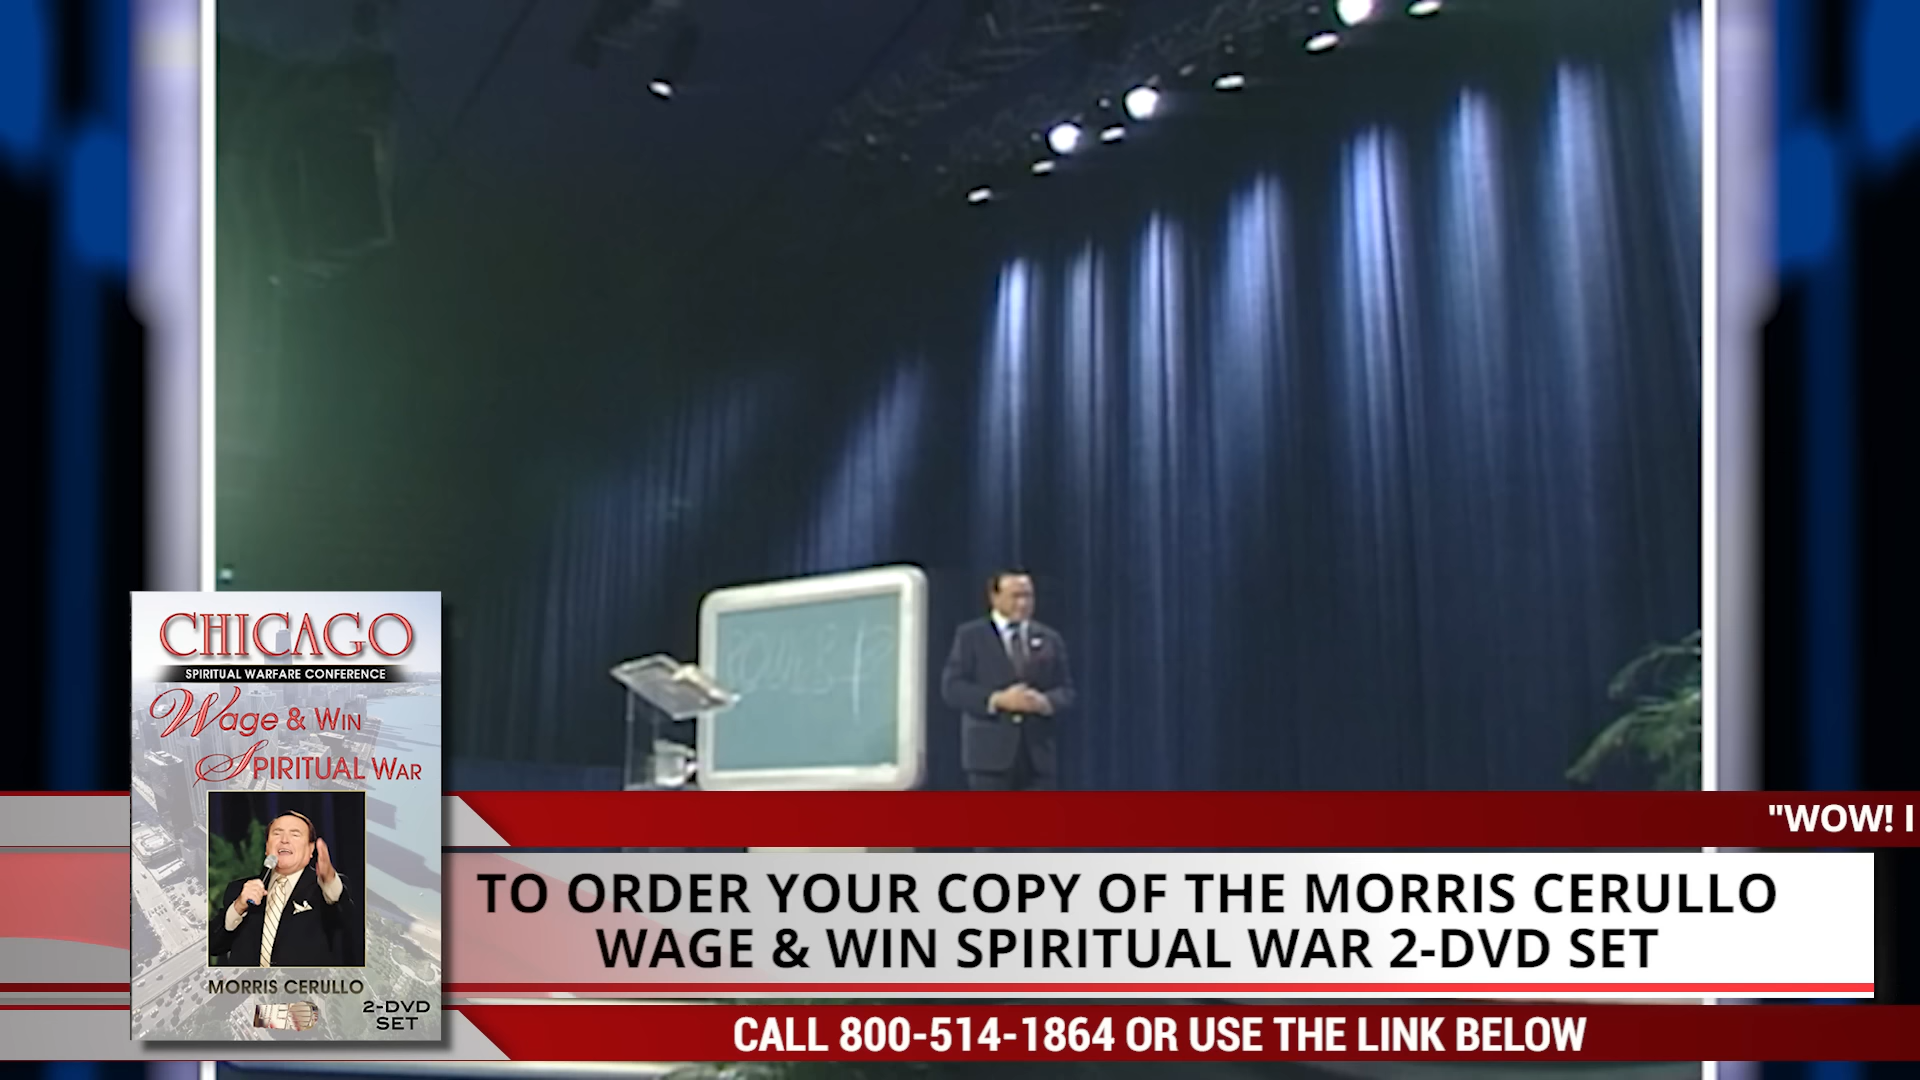 CHICAGO
SPIRITUAL WARFARE CONFERENCE
Wage & Win
Spiritual War
MORRIS CERULLO
2-DVD
SET
"WOW! I
TO ORDER YOUR COPY OF THE MORRIS CERULLO
WAGE & WIN SPIRITUAL WAR 2-DVD SET
CALL 800-514-1864 OR USE THE LINK BELOW